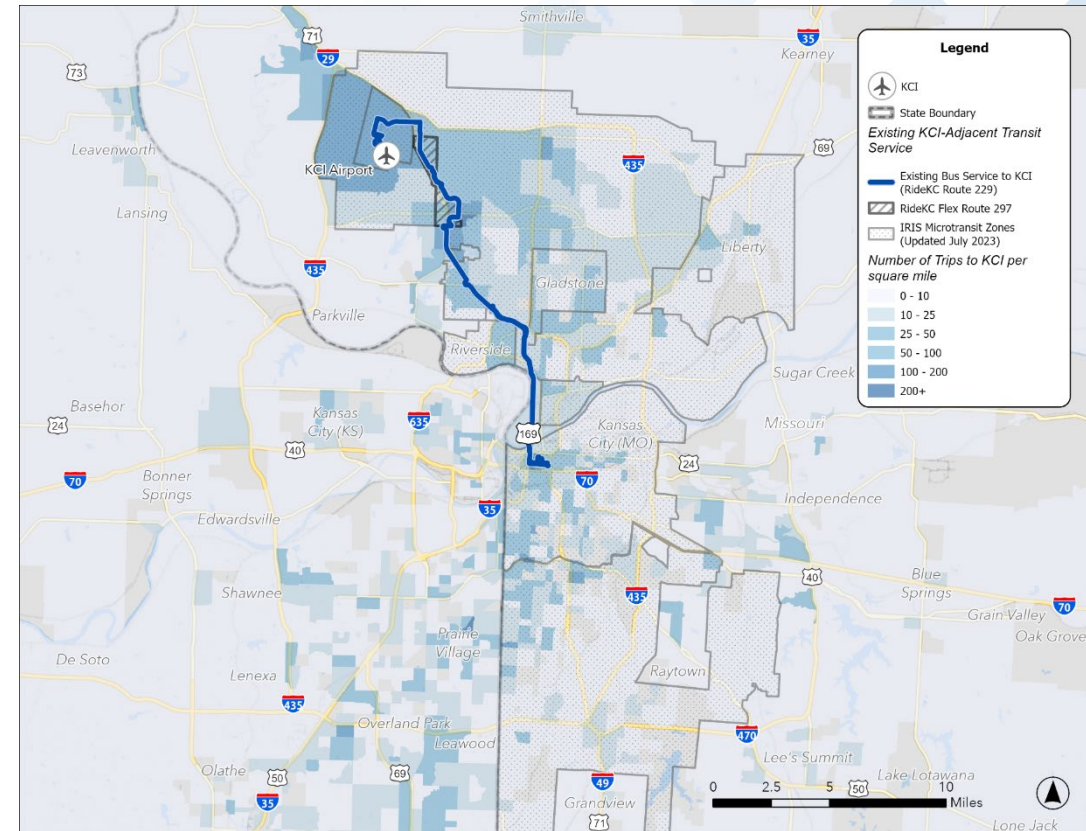 Smithville
71
29
35
Kearney
73
Leavenworth
KCI Airport
69
435
Lansing
Liberty
435
Gladstone
Parkville
Riverside
Sugar Creek
Basehor
24
Kansas
City (KS)
635
169
Kansas
City (MO)
Missouri
40
24
70
Bonner
Springs
70
35
Independence
Edwardsville
40
Blue
Springs
Shawnee
435
70
Grain Valley
Oak Grove
Prairie
Village
De Soto
Lenexa
Raytown
435
Overland Park
Leawood
470
Lee's Summit
Olathe
50
69
49
Lake Lotawana
50
35
Grandview
71
Lone Jack
Legend
KCI
State Boundary
Existing KCI-Adjacent Transit
Service
Existing Bus Service to KCI
(RideKC Route 229)
RideKC Flex Route 297
IRIS Microtransit Zones
(Updated July 2023)
Number of Trips to KCI per
square mile
0 - 10
10 - 25
25 - 50
50 - 100
100 - 200
200+
0 2.5 5 10
Miles